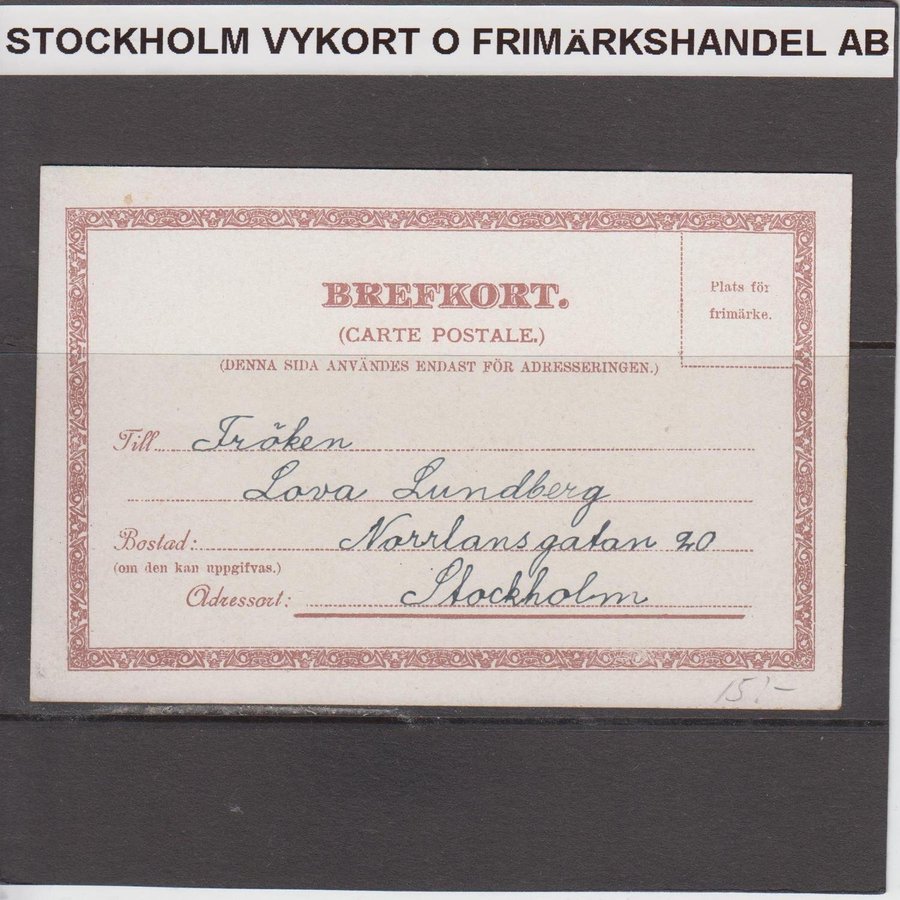 STOCKHOLM VYKORT O FRIMÄRKSHANDEL AB
Plats för
frimärke.
BREFKORT.
(CARTE POSTALE.)
(DENNA SIDA ANVÄNDES ENDAST FÖR ADRESSERINGEN.)
Till Fröken
Lova Lundberg
Bostad: Norrlansgatan 20
(om den kan uppgifvas.)
Adressort: Stockholm
15:-